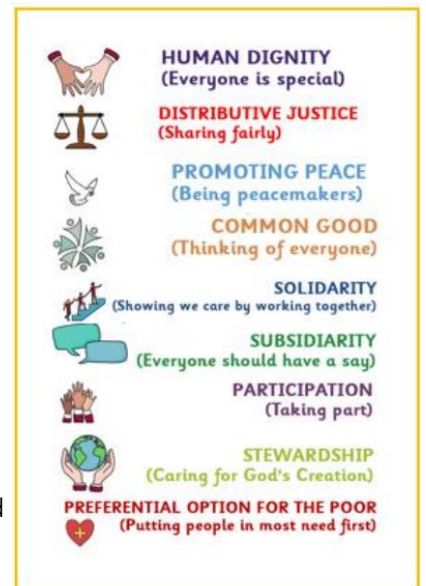 HUMAN DIGNITY
(Everyone is special)
DISTRIBUTIVE JUSTICE
(Sharing fairly)
PROMOTING PEACE
(Being peacemakers)
COMMON GOOD
(Thinking of everyone)
SOLIDARITY
(Showing we care by working together)
SUBSIDIARITY
(Everyone should have a say)
PARTICIPATION
(Taking part)
STEWARDSHIP
(Caring for God's Creation)
PREFERENTIAL OPTION FOR THE POOR
(Putting people in most need first)